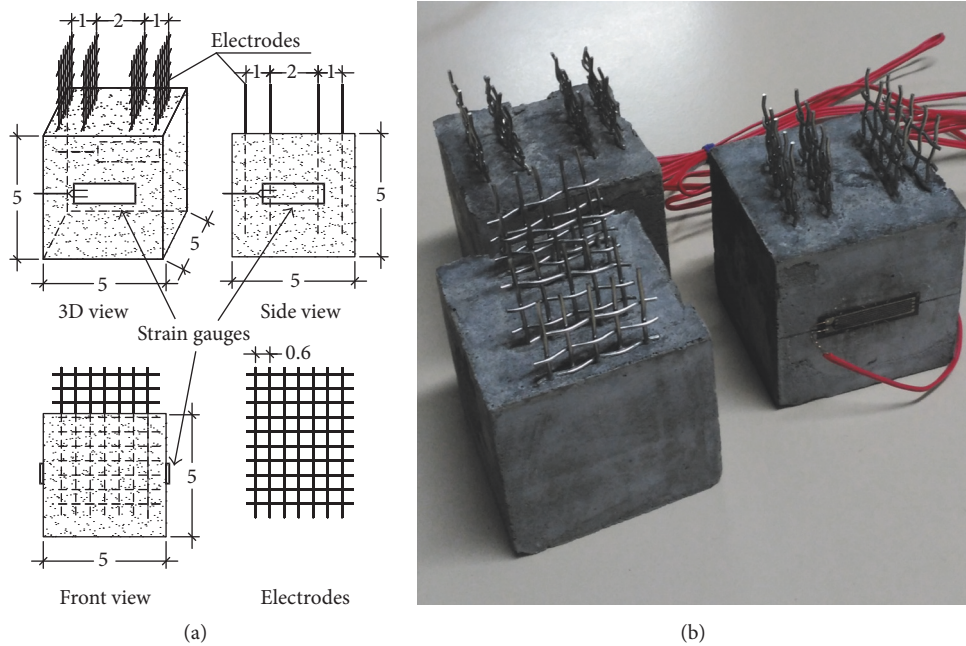 1 2 1
Electrodes
1 2 1
5
5
5
5
5
3D view
Side view
Strain gauges
0.6
5
5
Front view
Electrodes
(a)
(b)